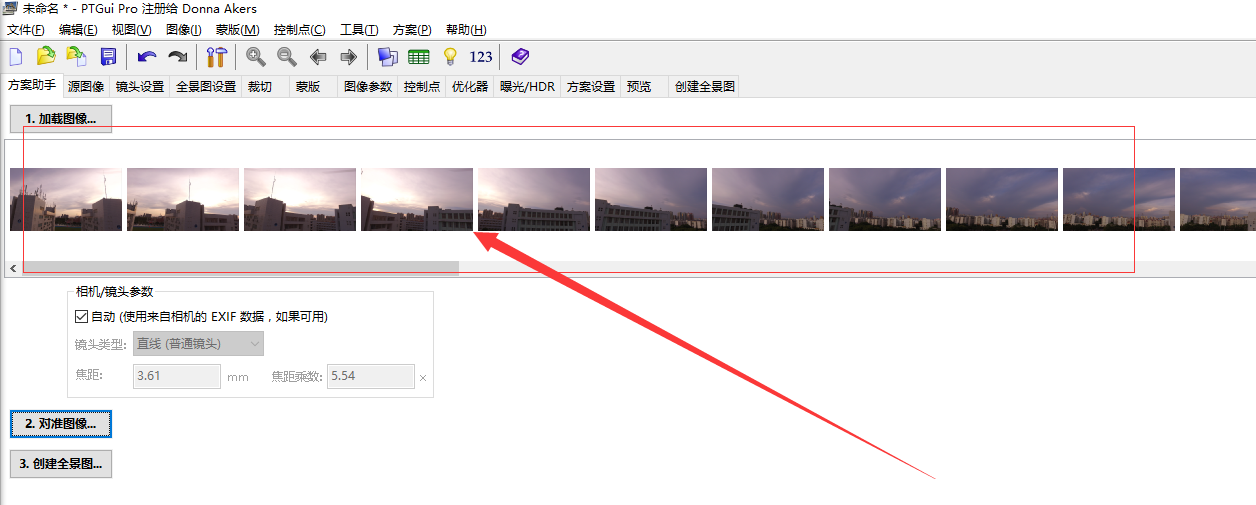 未命名 * - PTGui Pro 注册给 Donna Akers
文件(F) 编辑(E) 视图(V) 图像(I) 蒙版(M) 控制点(C) 工具(T) 方案(P) 帮助(H)
123
方案助手 源图像 镜头设置 全景图设置 裁切 蒙版 图像参数 控制点 优化器 曝光/HDR 方案设置 预览 创建全景图
1. 加载图像...
相机/镜头参数
自动 (使用来自相机的 EXIF 数据，如果可用)
镜头类型: 直线 (普通镜头)
焦距: 3.61 mm 焦距乘数: 5.54 ×
2. 对准图像...
3. 创建全景图...